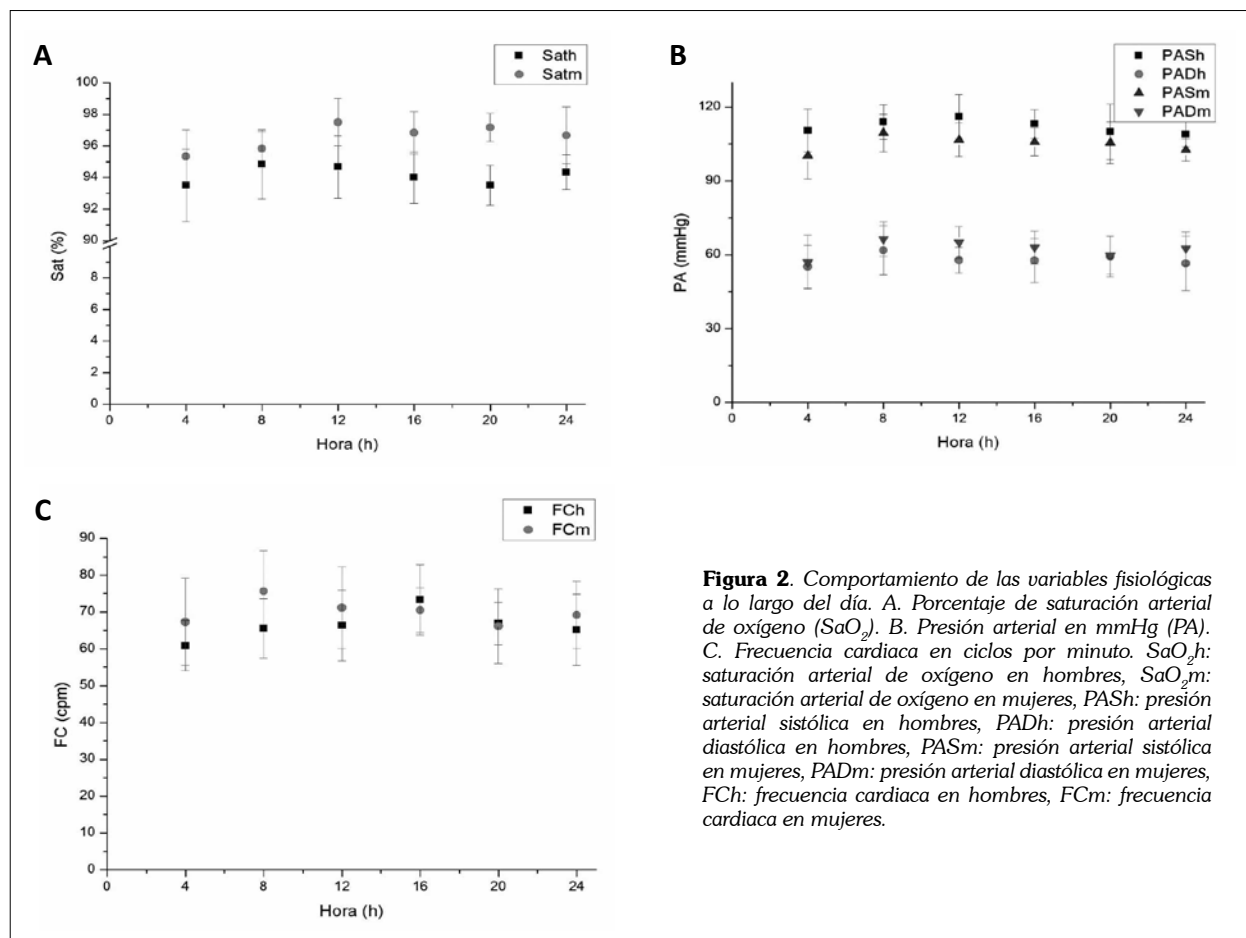 A
Sath
Satm
100
98
96
94
92
90
8
6
4
2
0
Sat (%)
0
4
8
12
16
20
24
Hora (h)
B
PASh
PADh
PASm
PADm
120
90
60
30
0
PA (mmHg)
0
4
8
12
16
20
24
Hora (h)
C
FCh
FCm
90
80
70
60
50
40
30
20
10
0
FC (cpm)
0
4
8
12
16
20
24
Hora (h)
Figura 2. Comportamiento de las variables fisiológicas
a lo largo del día. A. Porcentaje de saturación arterial
de oxígeno (SaO₂). B. Presión arterial en mmHg (PA).
C. Frecuencia cardiaca en ciclos por minuto. SaO₂h:
saturación arterial de oxígeno en hombres, SaO₂m:
saturación arterial de oxígeno en mujeres, PASh: presión
arterial sistólica en hombres, PADh: presión arterial
diastólica en hombres, PASm: presión arterial sistólica
en mujeres, PADm: presión arterial diastólica en mujeres,
FCh: frecuencia cardiaca en hombres, FCm: frecuencia
cardiaca en mujeres.